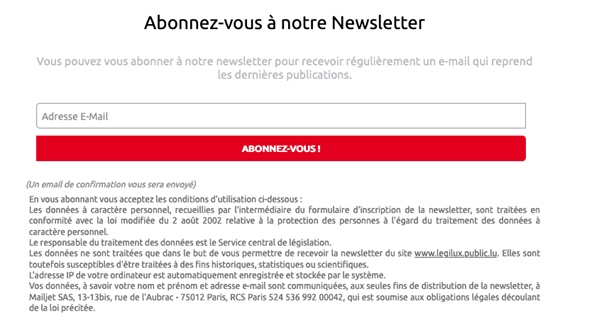 Abonnez-vous à notre Newsletter
Vous pouvez vous abonner à notre newsletter pour recevoir régulièrement un e-mail qui reprend
les dernières publications.
Adresse E-Mail
ABONNEZ-VOUS !
(Un email de confirmation vous sera envoyé)
En vous abonnant vous acceptez les conditions d'utilisation ci-dessous :
Les données à caractère personnel, recueillies par l'intermédiaire du formulaire d'inscription de la newsletter, sont traitées en
conformité avec la loi modifiée du 2 août 2002 relative à la protection des personnes à l'égard du traitement des données à
caractère personnel.
Le responsable du traitement des données est le Service central de législation.
Les données ne sont traitées que dans le but de vous permettre de recevoir la newsletter du site www.legilux.public.lu. Elles sont
toutefois susceptibles d'être traitées à des fins historiques, statistiques ou scientifiques.
L'adresse IP de votre ordinateur est automatiquement enregistrée et stockée par le système.
Vos données, à savoir votre nom et prénom et adresse e-mail sont communiquées, aux seules fins de distribution de la newsletter, à
Mailjet SAS, 13-13bis, rue de l'Aubrac - 75012 Paris, RCS Paris 524 536 992 00042, qui est soumise aux obligations légales découlant
de la loi précitée.